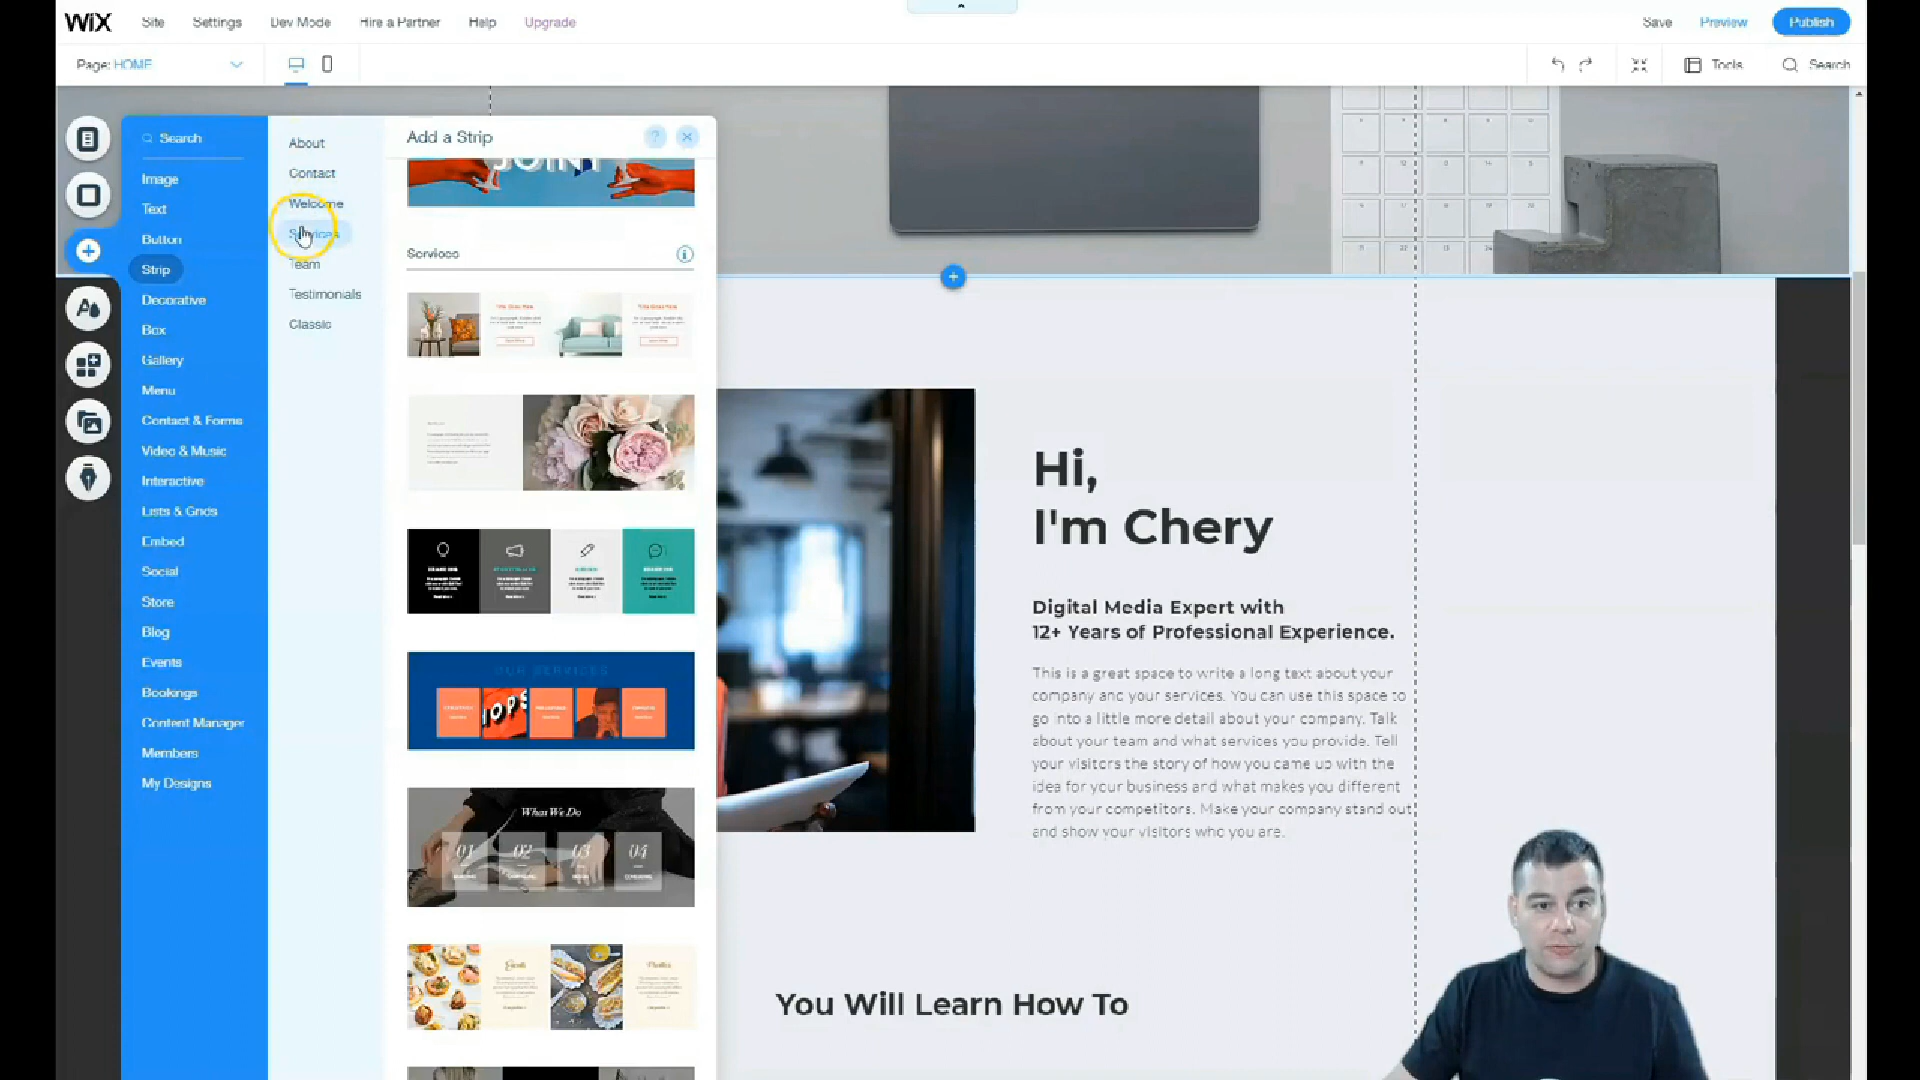 WiX
Site
Settings
Dev Mode
Hire a Partner
Help
Upgrade
Save
Preview
Publish
Page: HOME
Tools
Search
Search
Image
Text
Button
Strip
Decorative
Box
Gallery
Menu
Contact & Forms
Video & Music
Interactive
Lists & Grids
Embed
Social
Store
Blog
Events
Bookings
Content Manager
Members
My Designs
About
Contact
Welcome
Services
Team
Testimonials
Classic
Add a Strip
?
Services
OUR SERVICES
What We Do
01
02
03
04
Hi,
I'm Chery
Digital Media Expert with
12+ Years of Professional Experience.
This is a great space to write a long text about your
company and your services. You can use this space to
go into a little more detail about your company. Talk
about your team and what services you provide. Tell
your visitors the story of how you came up with the
idea for your business and what makes you different
from your competitors. Make your company stand out
and show your visitors who you are.
You Will Learn How To